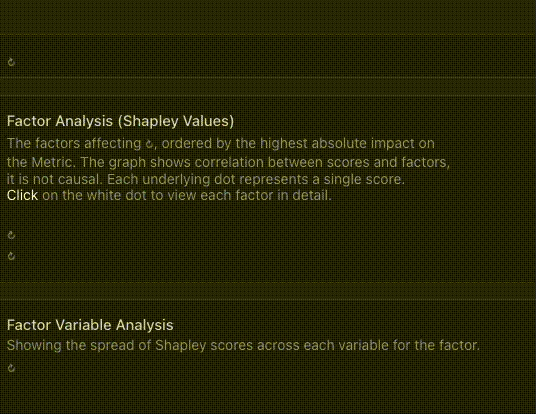 Factor Analysis (Shapley Values)
The factors affecting ↻, ordered by the highest absolute impact on
the Metric. The graph shows correlation between scores and factors,
it is not causal. Each underlying dot represents a single score.
Click on the white dot to view each factor in detail.
Factor Variable Analysis
Showing the spread of Shapley scores across each variable for the factor.